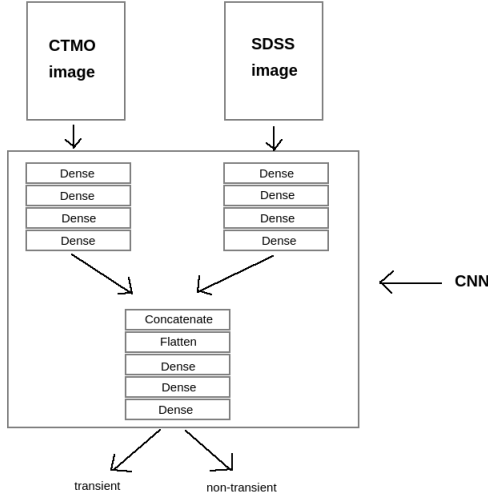 CTMO
image
SDSS
image
Dense
Dense
Dense
Dense
Dense
Dense
Dense
Dense
CNN
Concatenate
Flatten
Dense
Dense
Dense
transient
non-transient